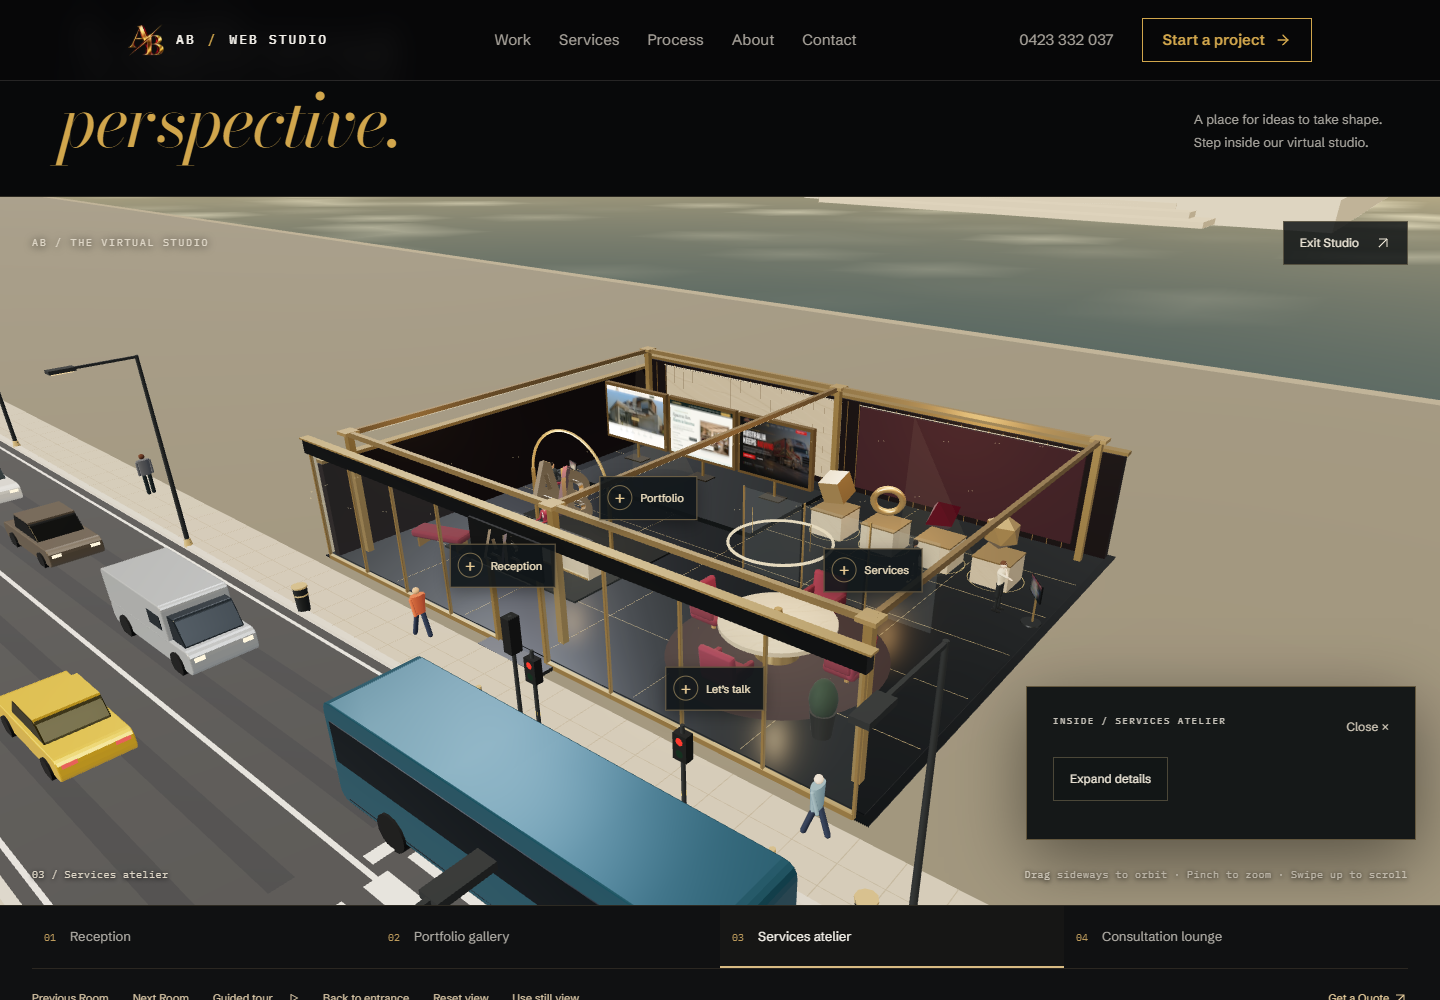 AB / WEB STUDIO
Work
Services
Process
About
Contact
0423 332 037
Start a project
perspective.
A place for ideas to take shape.
Step inside our virtual studio.
AB / THE VIRTUAL STUDIO
Exit Studio
Portfolio
Reception
Services
Let's talk
INSIDE / SERVICES ATELIER
Close ×
Expand details
03 / Services atelier
Drag sideways to orbit · Pinch to zoom · Swipe up to scroll
01 Reception
02 Portfolio gallery
03 Services atelier
04 Consultation lounge
Previous Room
Next Room
Guided tour
Back to entrance
Reset view
Use still view
Get a Quote